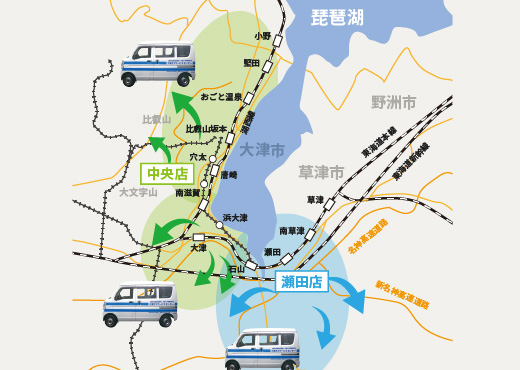 琵琶湖
小野
堅田
おごと温泉
湖西線
野洲市
比叡山
比叡山坂本
東海道本線
大津市
穴太
東海道新幹線
中央店
唐崎
草津市
大文字山
南滋賀
草津
浜大津
南草津
名神高速道路
大津
瀬田
石山
瀬田店
新名神高速道路